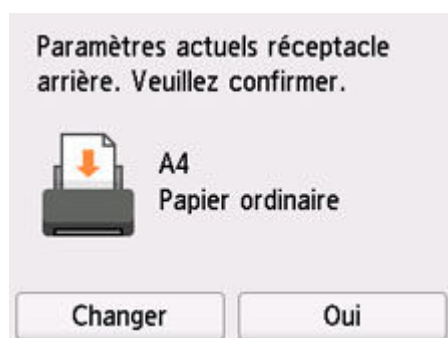 Paramètres actuels réceptacle
arrière. Veuillez confirmer.
A4
Papier ordinaire
Changer
Oui